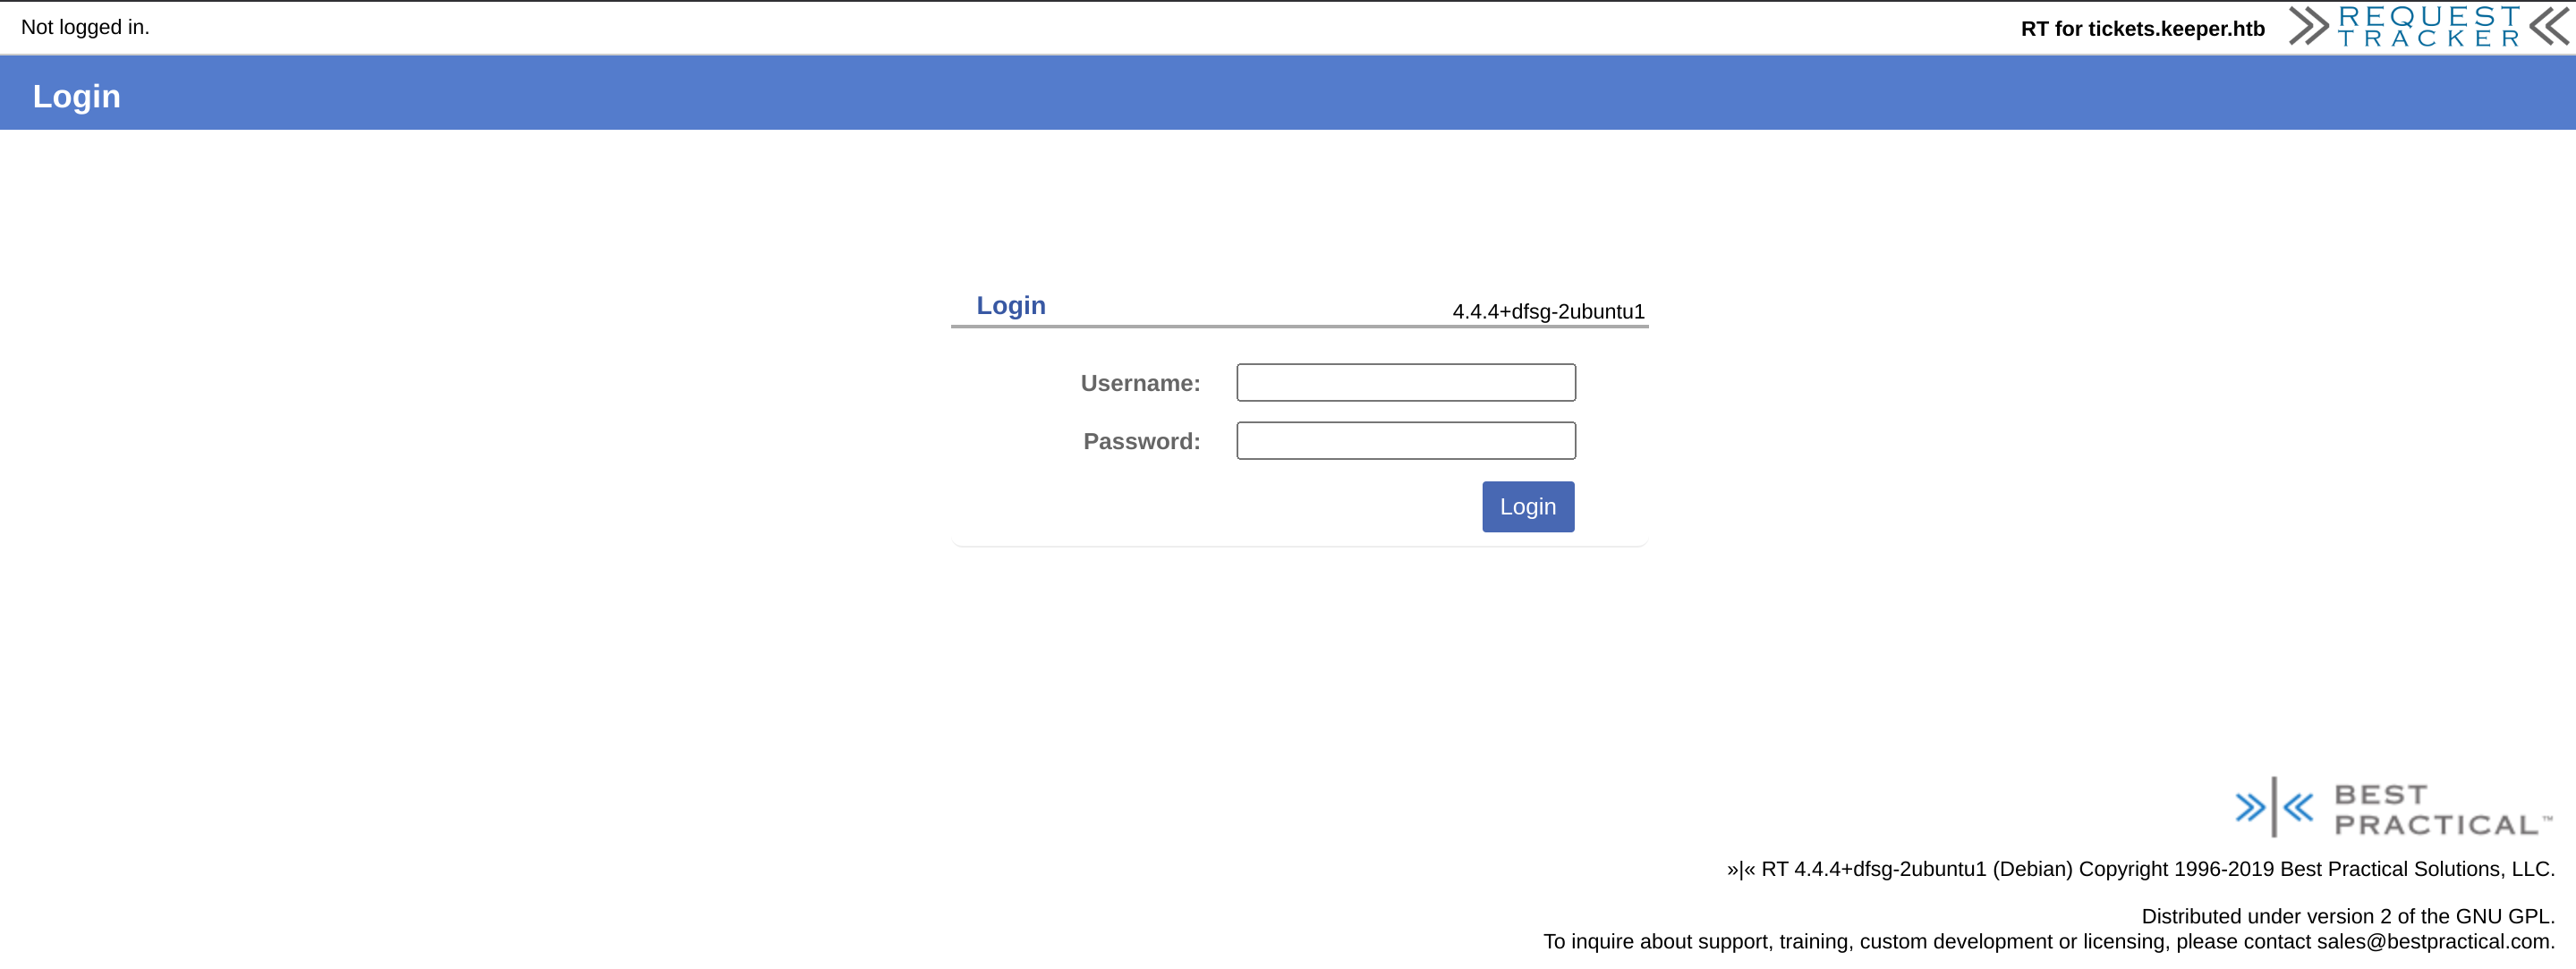 Not logged in.
RT for tickets.keeper.htb
REQUEST
TRACKER
Login
Login
4.4.4+dfsg-2ubuntu1
Username:
Password:
Login
BEST
PRACTICAL™
»|« RT 4.4.4+dfsg-2ubuntu1 (Debian) Copyright 1996-2019 Best Practical Solutions, LLC.
Distributed under version 2 of the GNU GPL.
To inquire about support, training, custom development or licensing, please contact sales@bestpractical.com.